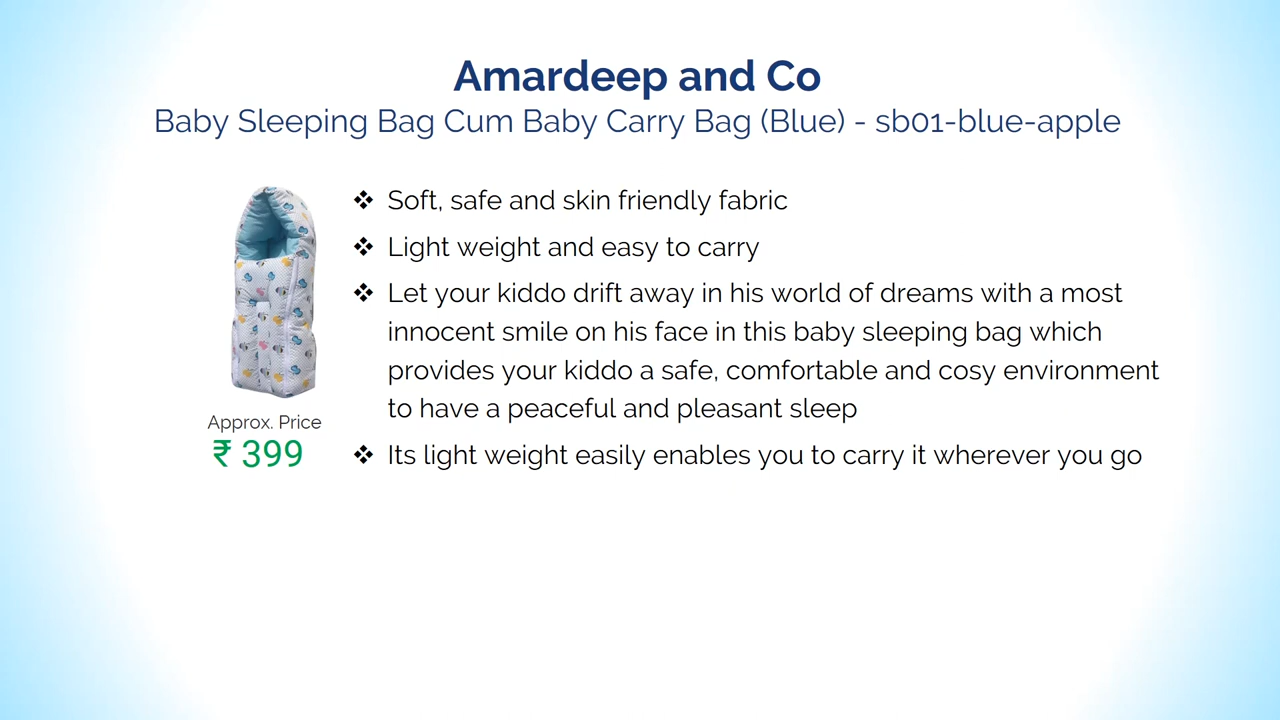 Amardeep and Co
Baby Sleeping Bag Cum Baby Carry Bag (Blue) - sb01-blue-apple
❖ Soft, safe and skin friendly fabric
❖ Light weight and easy to carry
❖ Let your kiddo drift away in his world of dreams with a most
innocent smile on his face in this baby sleeping bag which
provides your kiddo a safe, comfortable and cosy environment
to have a peaceful and pleasant sleep
❖ Its light weight easily enables you to carry it wherever you go
Approx. Price
₹ 399